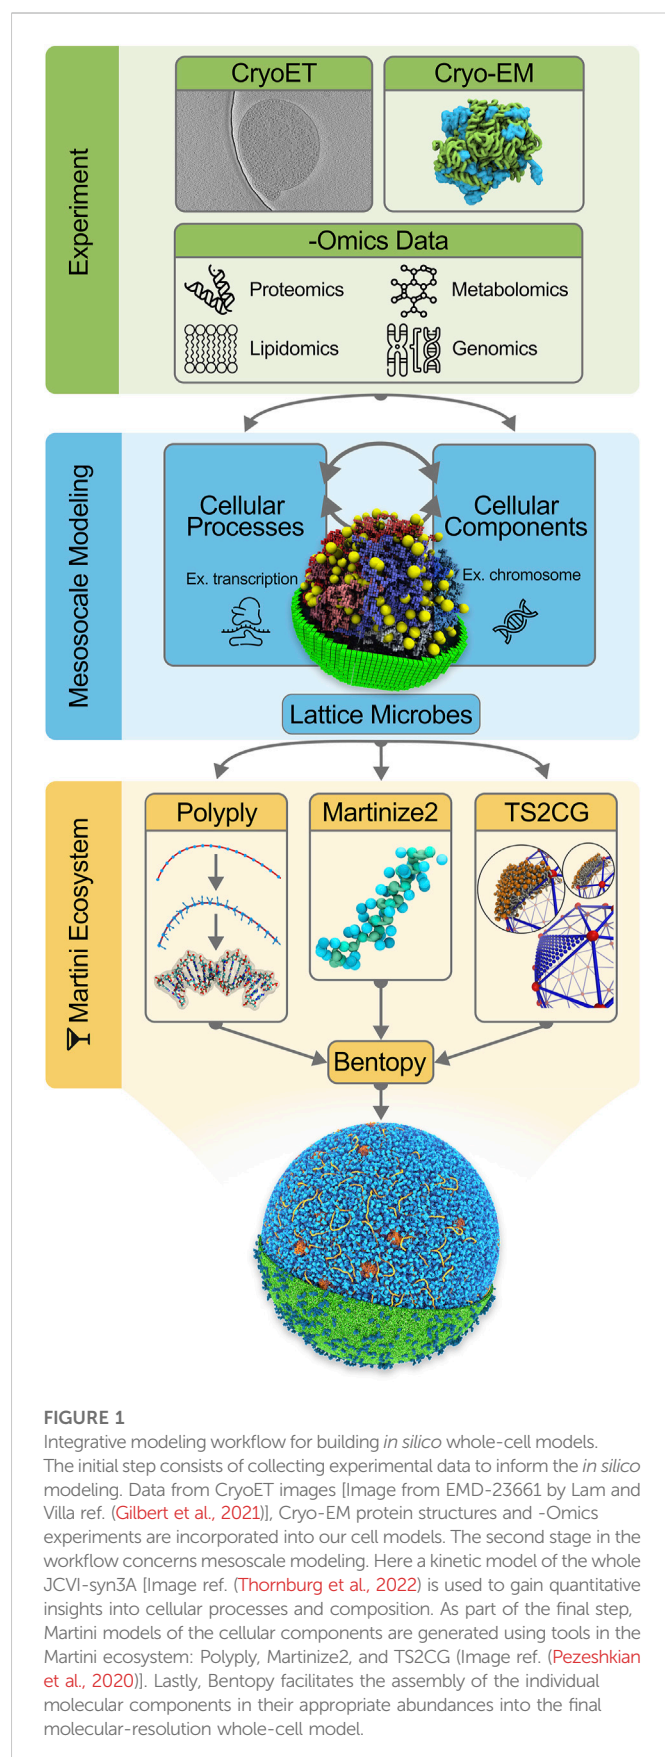 Experiment
CryoET
Cryo-EM
-Omics Data
Proteomics
Metabolomics
Lipidomics
Genomics
Mesosocale Modeling
Cellular
Processes
Ex. transcription
Cellular
Components
Ex. chromosome
Lattice Microbes
Martini Ecosystem
Polyply
Martinize2
TS2CG
Bentopy
FIGURE 1
Integrative modeling workflow for building in silico whole-cell models.
The initial step consists of collecting experimental data to inform the in silico
modeling. Data from CryoET images [Image from EMD-23661 by Lam and
Villa ref. (Gilbert et al., 2021)], Cryo-EM protein structures and -Omics
experiments are incorporated into our cell models. The second stage in the
workflow concerns mesoscale modeling. Here a kinetic model of the whole
JCVI-syn3A [Image ref. (Thornburg et al., 2022) is used to gain quantitative
insights into cellular processes and composition. As part of the final step,
Martini models of the cellular components are generated using tools in the
Martini ecosystem: Polyply, Martinize2, and TS2CG (Image ref. (Pezeshkian
et al., 2020)]. Lastly, Bentopy facilitates the assembly of the individual
molecular components in their appropriate abundances into the final
molecular-resolution whole-cell model.